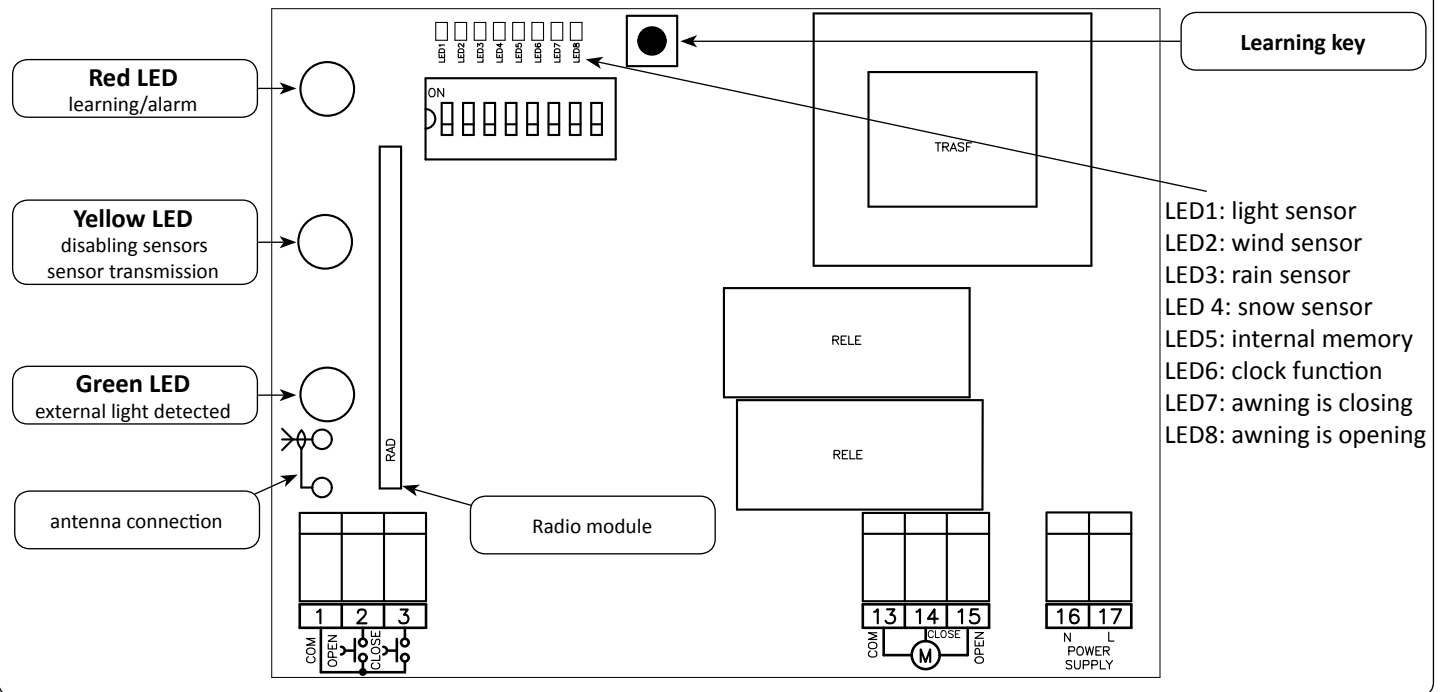 LED1
LED2
LED3
LED4
LED5
LED6
LED7
LED8
Learning key
Red LED
learning/alarm
ON
TRASF
Yellow LED
disabling sensors
sensor transmission
LED1: light sensor
LED2: wind sensor
LED3: rain sensor
LED 4: snow sensor
LED5: internal memory
LED6: clock function
LED7: awning is closing
LED8: awning is opening
RELE
Green LED
external light detected
RAD
RELE
antenna connection
Radio module
1 2 3
COM
OPEN
CLOSE
13 14 15
COM
CLOSE
M
OPEN
16 17
N L
POWER
SUPPLY